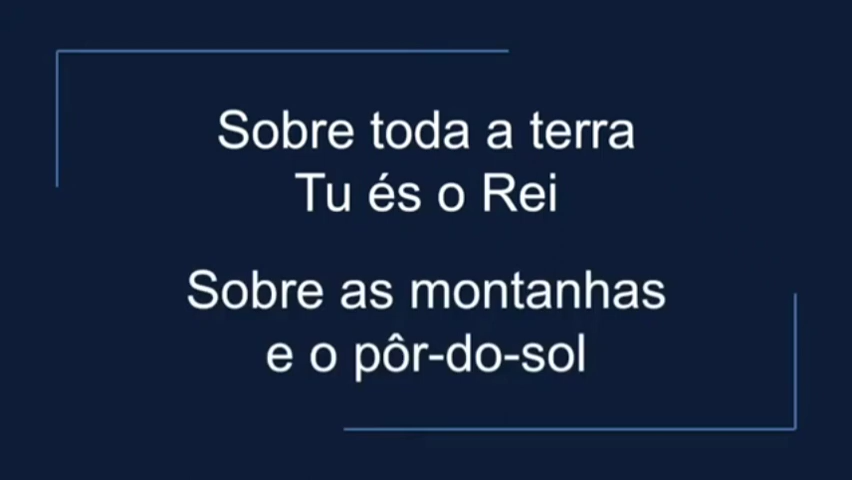 Sobre toda a terra
Tu és o Rei
Sobre as montanhas
e o pôr-do-sol